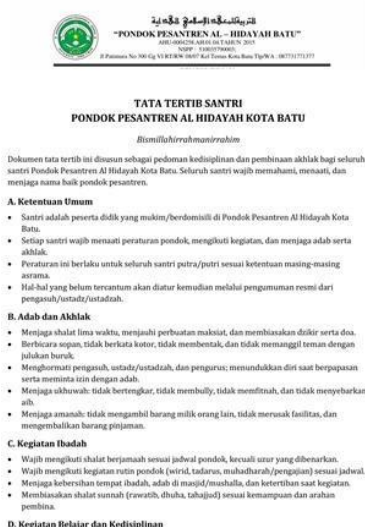 "PONDOK PESANTREN AL – HIDAYAH BATU"
TATA TERTIB SANTRI
PONDOK PESANTREN AL HIDAYAH KOTA BATU
Bismillahirrahmanirrahim
Dokumen tata tertib ini disusun sebagai pedoman kedisiplinan dan pembinaan akhlak bagi seluruh
santri Pondok Pesantren Al Hidayah Kota Batu. Seluruh santri wajib memahami, menaati, dan
menjaga nama baik pondok pesantren.
A. Ketentuan Umum
• Santri adalah peserta didik yang mukim/berdomisili di Pondok Pesantren Al Hidayah Kota
Batu.
• Setiap santri wajib menaati peraturan pondok, mengikuti kegiatan, dan menjaga adab serta
akhlak.
• Peraturan ini berlaku untuk seluruh santri putra/putri sesuai ketentuan masing-masing
asrama.
• Hal-hal yang belum tercantum akan diatur kemudian melalui pengumuman resmi dari
pengasuh/ustadz/ustadzah.
B. Adab dan Akhlak
• Menjaga shalat lima waktu, menjauhi perbuatan maksiat, dan membiasakan dzikir serta doa.
• Berbicara sopan, tidak berkata kotor, tidak membentak, dan tidak memanggil teman dengan
julukan buruk.
• Menghormati pengasuh, ustadz/ustadzah, dan pengurus; menundukkan diri saat berpapasan
serta meminta izin dengan adab.
• Menjaga ukhuwah: tidak bertengkar, tidak membully, tidak memfitnah, dan tidak menyebarkan
aib.
• Menjaga amanah: tidak mengambil barang milik orang lain, tidak merusak fasilitas, dan
mengembalikan barang pinjaman.
C. Kegiatan Ibadah
• Wajib mengikuti shalat berjamaah sesuai jadwal pondok, kecuali uzur yang dibenarkan.
• Wajib mengikuti kegiatan rutin pondok (wirid, tadarus, muhadharah/pengajian) sesuai jadwal.
• Menjaga kebersihan tempat ibadah, adab di masjid/mushalla, dan ketertiban saat kegiatan.
• Membiasakan shalat sunnah (rawatib, dhuha, tahajjud) sesuai kemampuan dan arahan
pembina.
D. Kegiatan Belajar dan Kedisiplinan